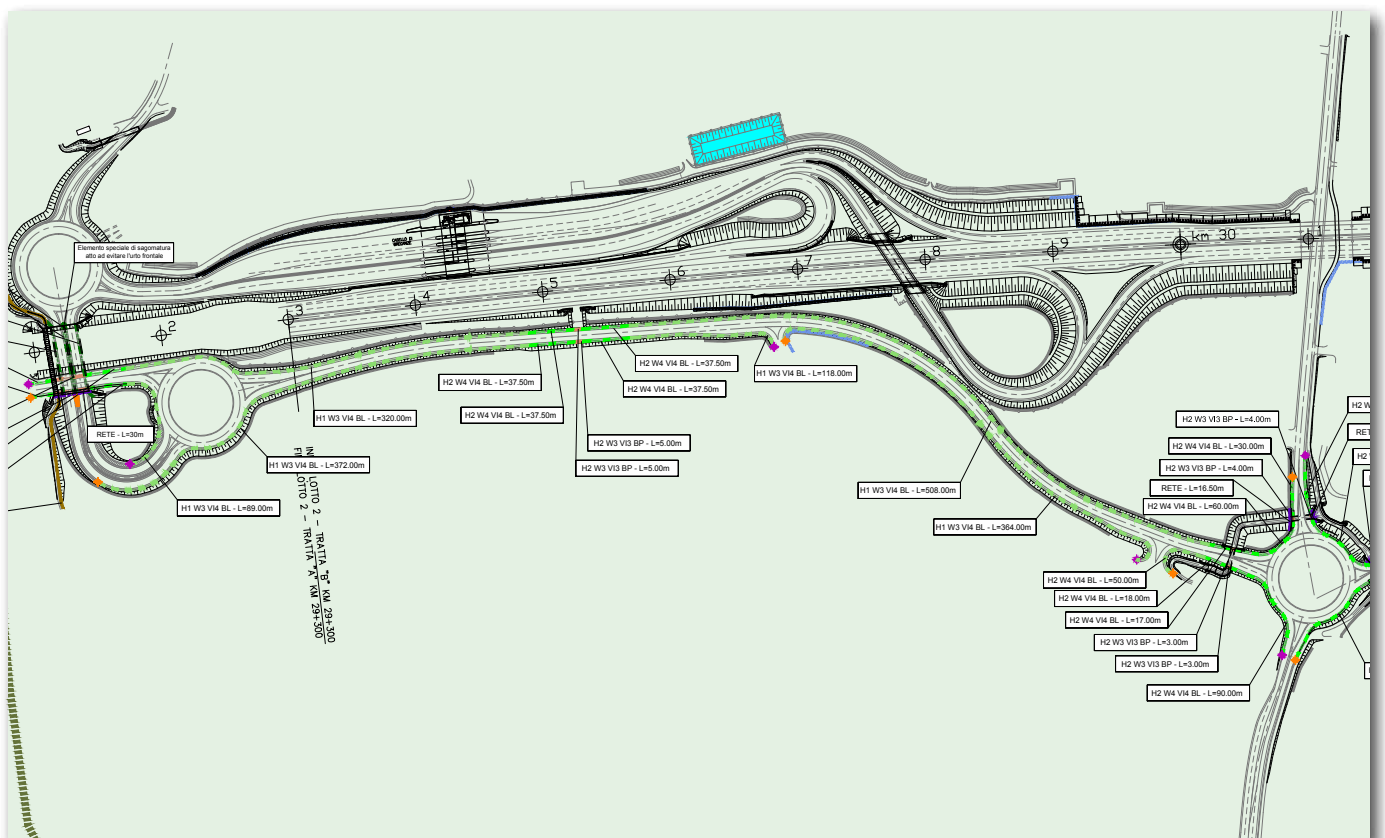 Elemento speciale di sagomatura
atto ad evitare l'urto frontale
km 30
1
9
8
7
6
5
4
3
2
H2 W4 VI4 BL - L=37.50m
H2 W4 VI4 BL - L=37.50m
H2 W4 VI4 BL - L=37.50m
H2 W4 VI4 BL - L=37.50m
H1 W3 VI4 BL - L=118.00m
H1 W3 VI4 BL - L=320.00m
RETE - L=30m
H2 W3 VI3 BP - L=5.00m
H2 W3 VI3 BP - L=5.00m
H1 W3 VI4 BL - L=372.00m
H1 W3 VI4 BL - L=89.00m
LOTTO 2 - TRATTA "B" KM 29+300
LOTTO 2 - TRATTA "A" KM 29+300
H1 W3 VI4 BL - L=508.00m
H1 W3 VI4 BL - L=364.00m
H2 W3 VI3 BP - L=4.00m
H2 W4 VI4 BL - L=30.00m
H2 W3 VI3 BP - L=4.00m
RETE - L=16.50m
H2 W4 VI4 BL - L=60.00m
H2 W4 VI4 BL - L=50.00m
H2 W4 VI4 BL - L=18.00m
H2 W4 VI4 BL - L=17.00m
H2 W3 VI3 BP - L=3.00m
H2 W3 VI3 BP - L=3.00m
H2 W4 VI4 BL - L=90.00m